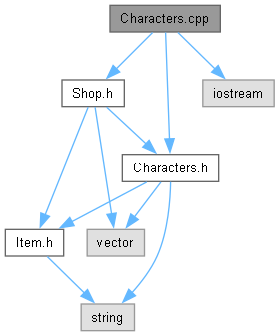 Characters.cpp
Shop.h
iostream
Characters.h
Item.h
vector
string